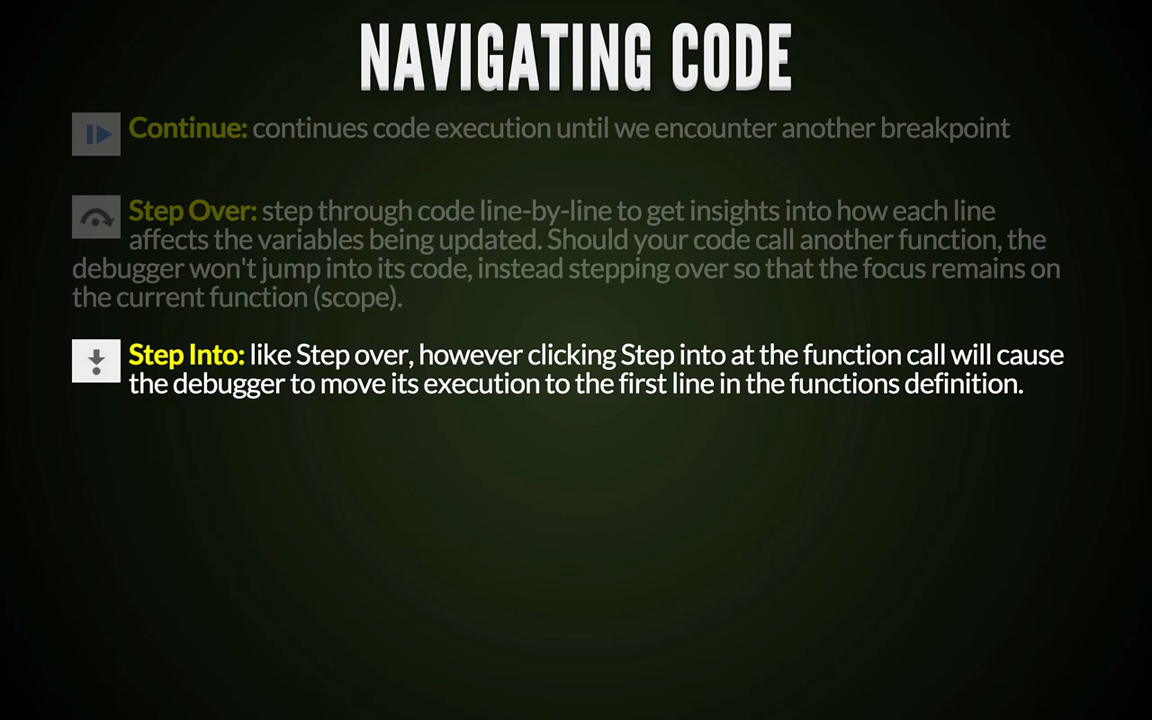 NAVIGATING CODE
Continue: continues code execution until we encounter another breakpoint
Step Over: step through code line-by-line to get insights into how each line
affects the variables being updated. Should your code call another function, the
debugger won't jump into its code, instead stepping over so that the focus remains on
the current function (scope).
Step Into: like Step over, however clicking Step into at the function call will cause
the debugger to move its execution to the first line in the functions definition.